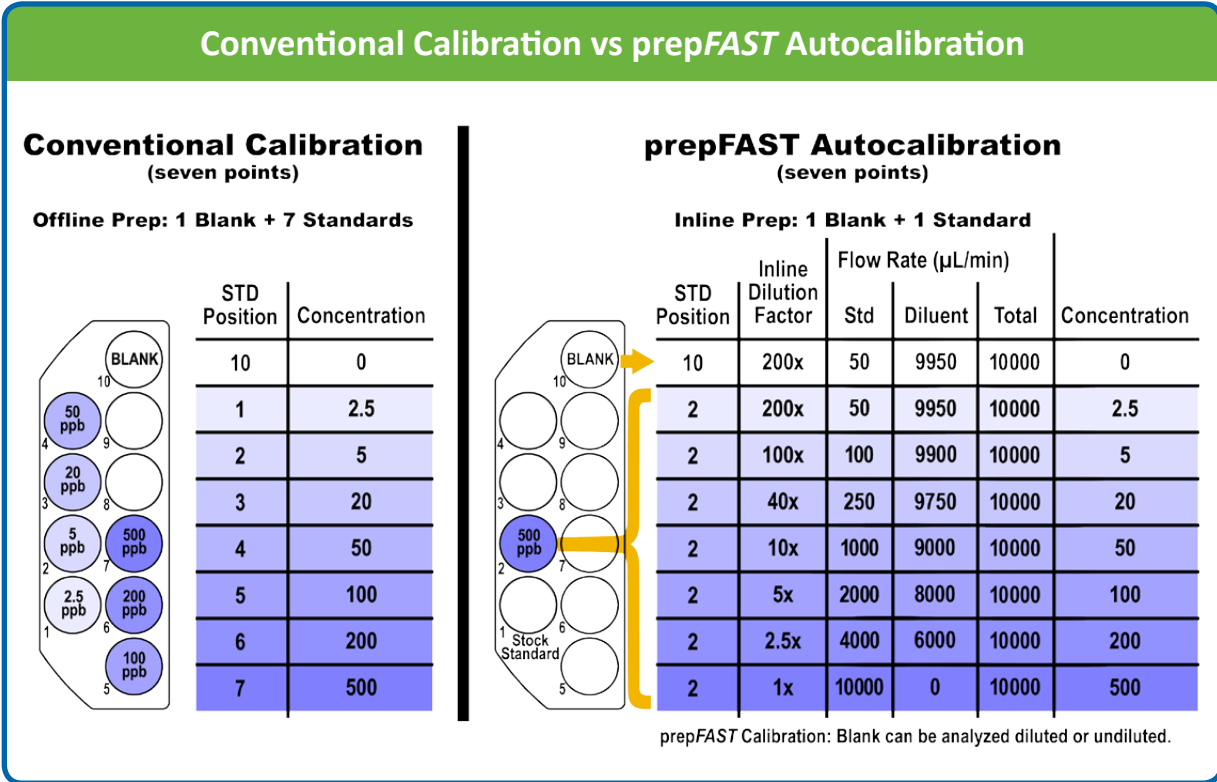 Conventional Calibration vs prepFAST Autocalibration
Conventional Calibration
(seven points)
Offline Prep: 1 Blank + 7 Standards
STD Position Concentration
10 0
1 2.5
2 5
3 20
4 50
5 100
6 200
7 500
BLANK
10
50 ppb
4
9
20 ppb
3
8
5 ppb
2
500 ppb
7
2.5 ppb
1
200 ppb
6
100 ppb
5
prepFAST Autocalibration
(seven points)
Inline Prep: 1 Blank + 1 Standard
Flow Rate (µL/min)
STD Position Inline Dilution Factor Std Diluent Total Concentration
10 200x 50 9950 10000 0
2 200x 50 9950 10000 2.5
2 100x 100 9900 10000 5
2 40x 250 9750 10000 20
2 10x 1000 9000 10000 50
2 5x 2000 8000 10000 100
2 2.5x 4000 6000 10000 200
2 1x 10000 0 10000 500
BLANK
10
4
9
3
8
500 ppb
2
7
1
Stock Standard
6
5
prepFAST Calibration: Blank can be analyzed diluted or undiluted.